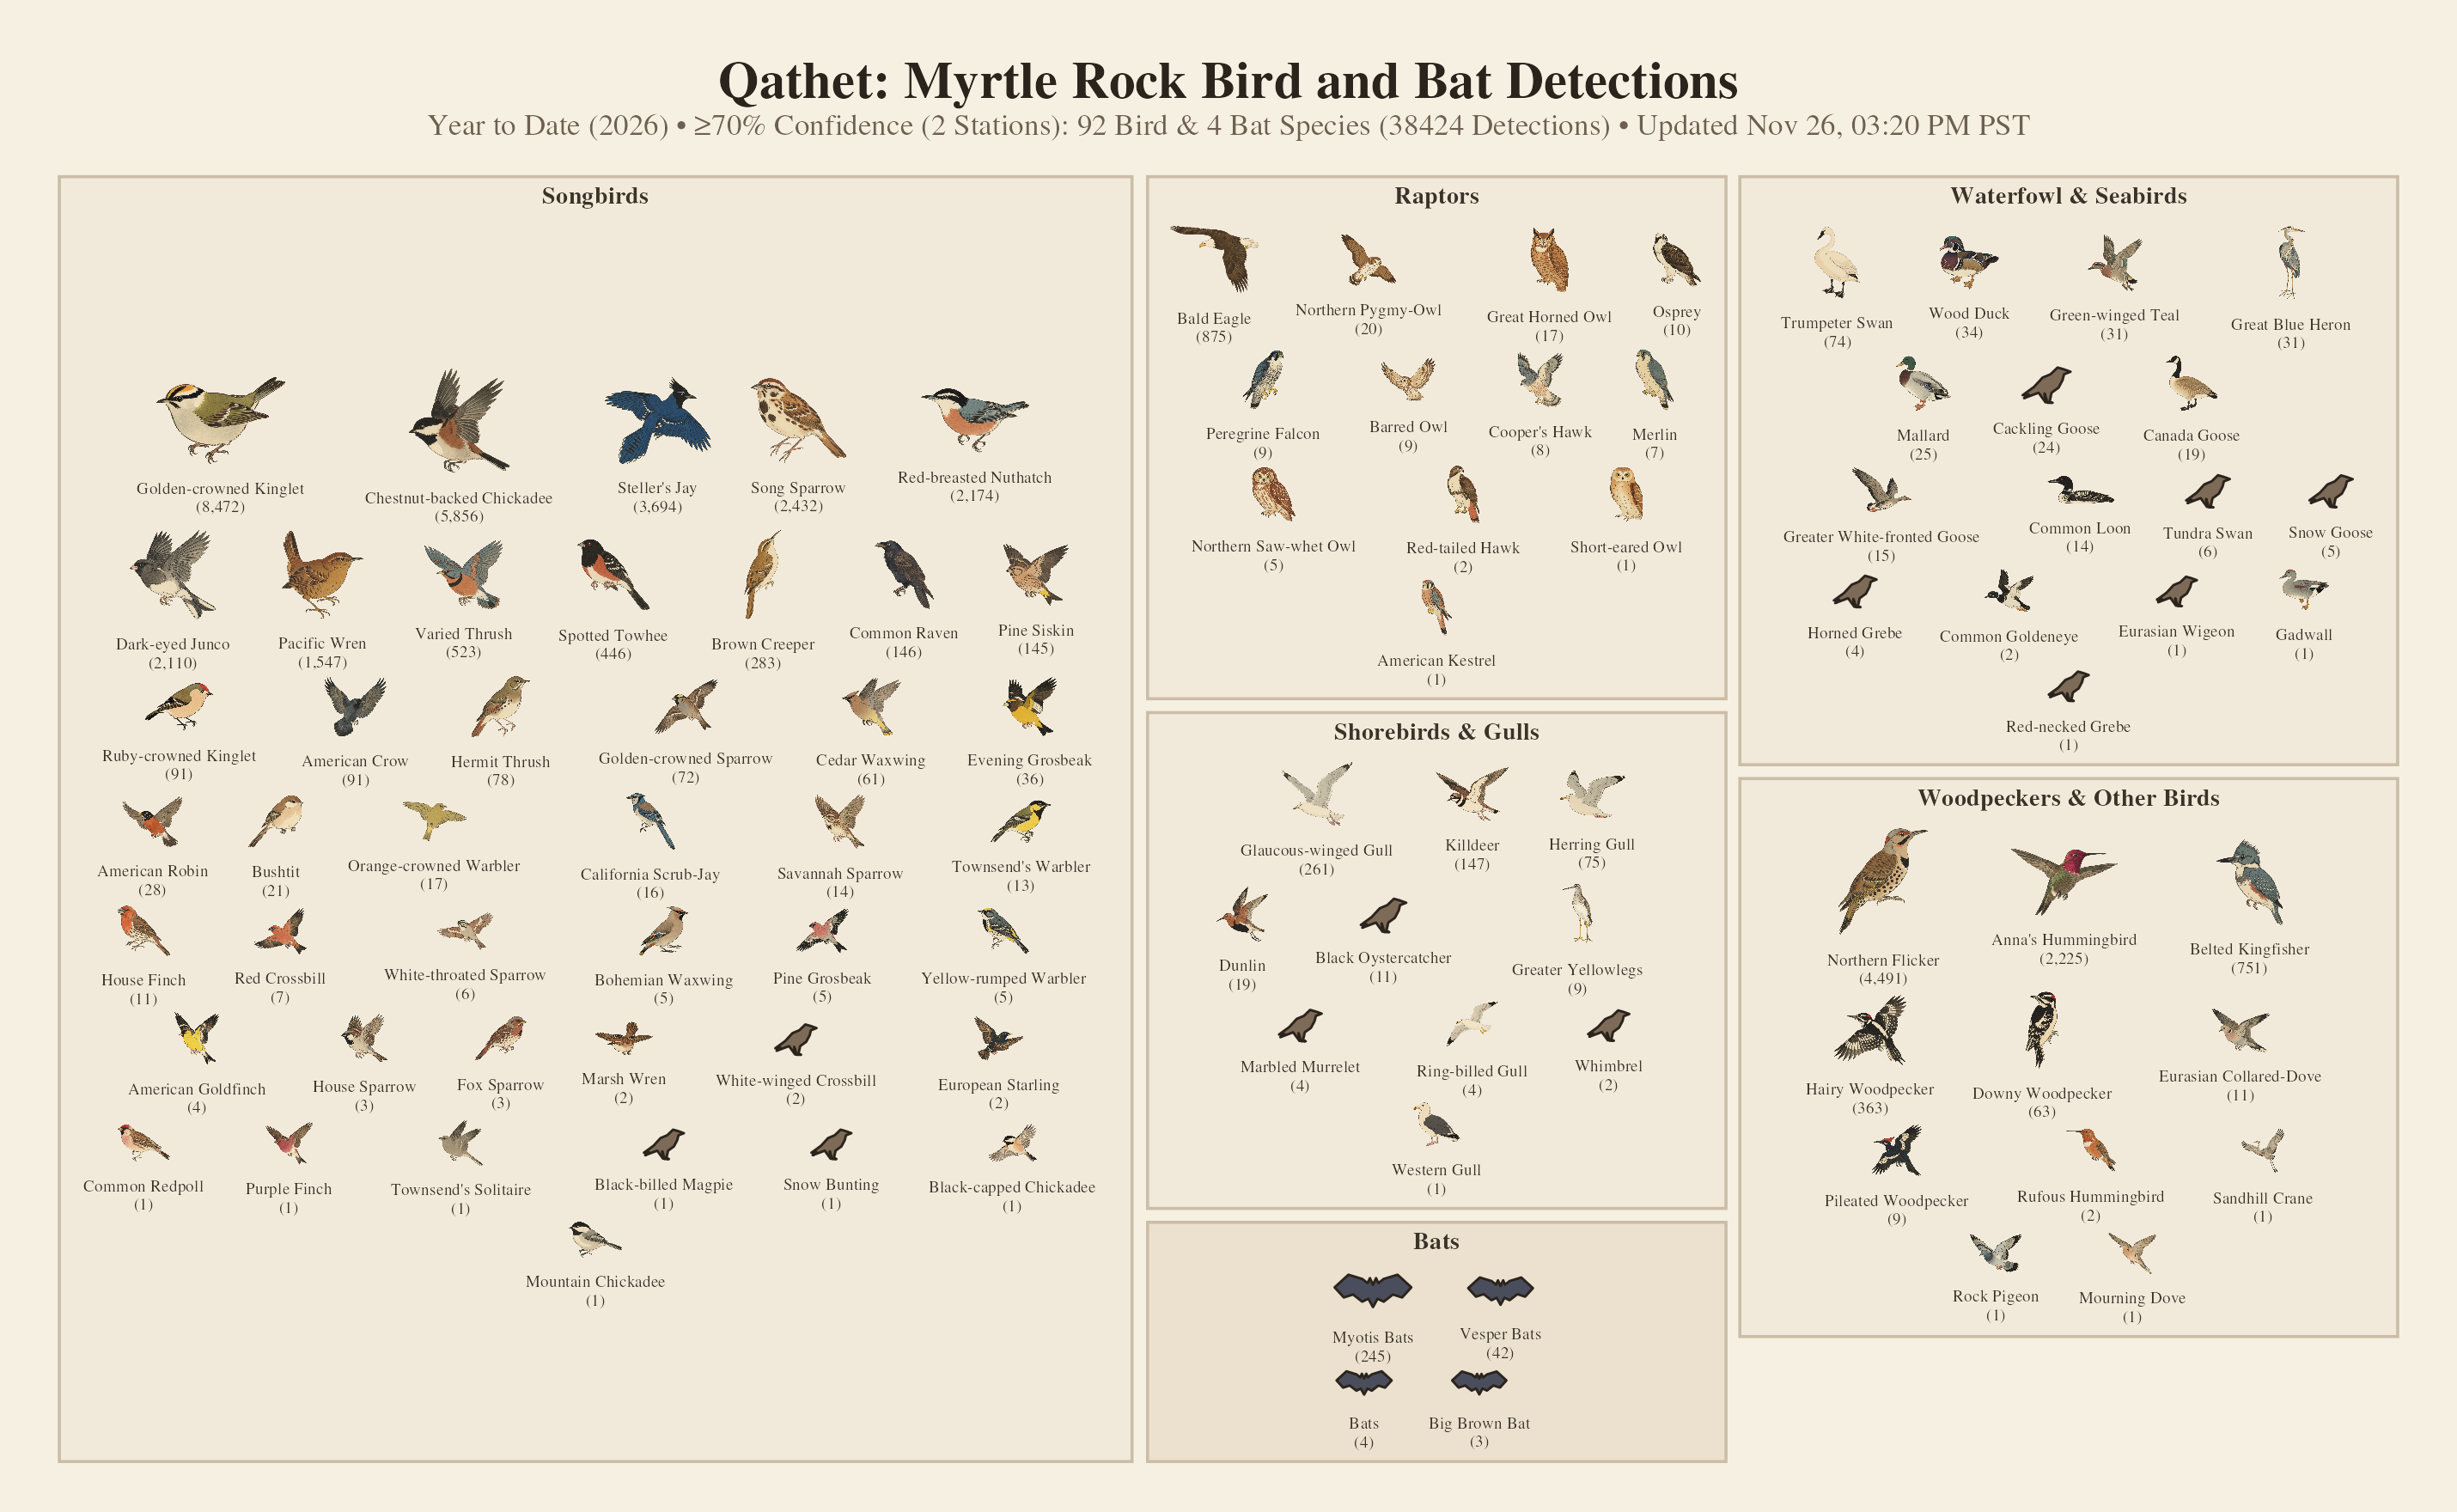 Qathet: Myrtle Rock Bird and Bat Detections
Year to Date (2026) • ≥70% Confidence (2 Stations): 92 Bird & 4 Bat Species (38424 Detections) • Updated Nov 26, 03:20 PM PST
Songbirds
Golden-crowned Kinglet
(8,472)
Chestnut-backed Chickadee
(5,856)
Steller's Jay
(3,694)
Song Sparrow
(2,432)
Red-breasted Nuthatch
(2,174)
Dark-eyed Junco
(2,110)
Pacific Wren
(1,547)
Varied Thrush
(523)
Spotted Towhee
(446)
Brown Creeper
(283)
Common Raven
(146)
Pine Siskin
(145)
Ruby-crowned Kinglet
(91)
American Crow
(91)
Hermit Thrush
(78)
Golden-crowned Sparrow
(72)
Cedar Waxwing
(61)
Evening Grosbeak
(36)
American Robin
(28)
Bushtit
(21)
Orange-crowned Warbler
(17)
California Scrub-Jay
(16)
Savannah Sparrow
(14)
Townsend's Warbler
(13)
House Finch
(11)
Red Crossbill
(7)
White-throated Sparrow
(6)
Bohemian Waxwing
(5)
Pine Grosbeak
(5)
Yellow-rumped Warbler
(5)
American Goldfinch
(4)
House Sparrow
(3)
Fox Sparrow
(3)
Marsh Wren
(2)
White-winged Crossbill
(2)
European Starling
(2)
Common Redpoll
(1)
Purple Finch
(1)
Townsend's Solitaire
(1)
Black-billed Magpie
(1)
Snow Bunting
(1)
Black-capped Chickadee
(1)
Mountain Chickadee
(1)
Raptors
Bald Eagle
(875)
Northern Pygmy-Owl
(20)
Great Horned Owl
(17)
Osprey
(10)
Peregrine Falcon
(9)
Barred Owl
(9)
Cooper's Hawk
(8)
Merlin
(7)
Northern Saw-whet Owl
(5)
Red-tailed Hawk
(2)
Short-eared Owl
(1)
American Kestrel
(1)
Shorebirds & Gulls
Glaucous-winged Gull
(261)
Killdeer
(147)
Herring Gull
(75)
Dunlin
(19)
Black Oystercatcher
(11)
Greater Yellowlegs
(9)
Marbled Murrelet
(4)
Ring-billed Gull
(4)
Whimbrel
(2)
Western Gull
(1)
Bats
Myotis Bats
(245)
Vesper Bats
(42)
Bats
(4)
Big Brown Bat
(3)
Waterfowl & Seabirds
Trumpeter Swan
(74)
Wood Duck
(34)
Green-winged Teal
(31)
Great Blue Heron
(31)
Mallard
(25)
Cackling Goose
(24)
Canada Goose
(19)
Greater White-fronted Goose
(15)
Common Loon
(14)
Tundra Swan
(6)
Snow Goose
(5)
Horned Grebe
(4)
Common Goldeneye
(2)
Eurasian Wigeon
(1)
Gadwall
(1)
Red-necked Grebe
(1)
Woodpeckers & Other Birds
Northern Flicker
(4,491)
Anna's Hummingbird
(2,225)
Belted Kingfisher
(751)
Hairy Woodpecker
(363)
Downy Woodpecker
(63)
Eurasian Collared-Dove
(11)
Pileated Woodpecker
(9)
Rufous Hummingbird
(2)
Sandhill Crane
(1)
Rock Pigeon
(1)
Mourning Dove
(1)